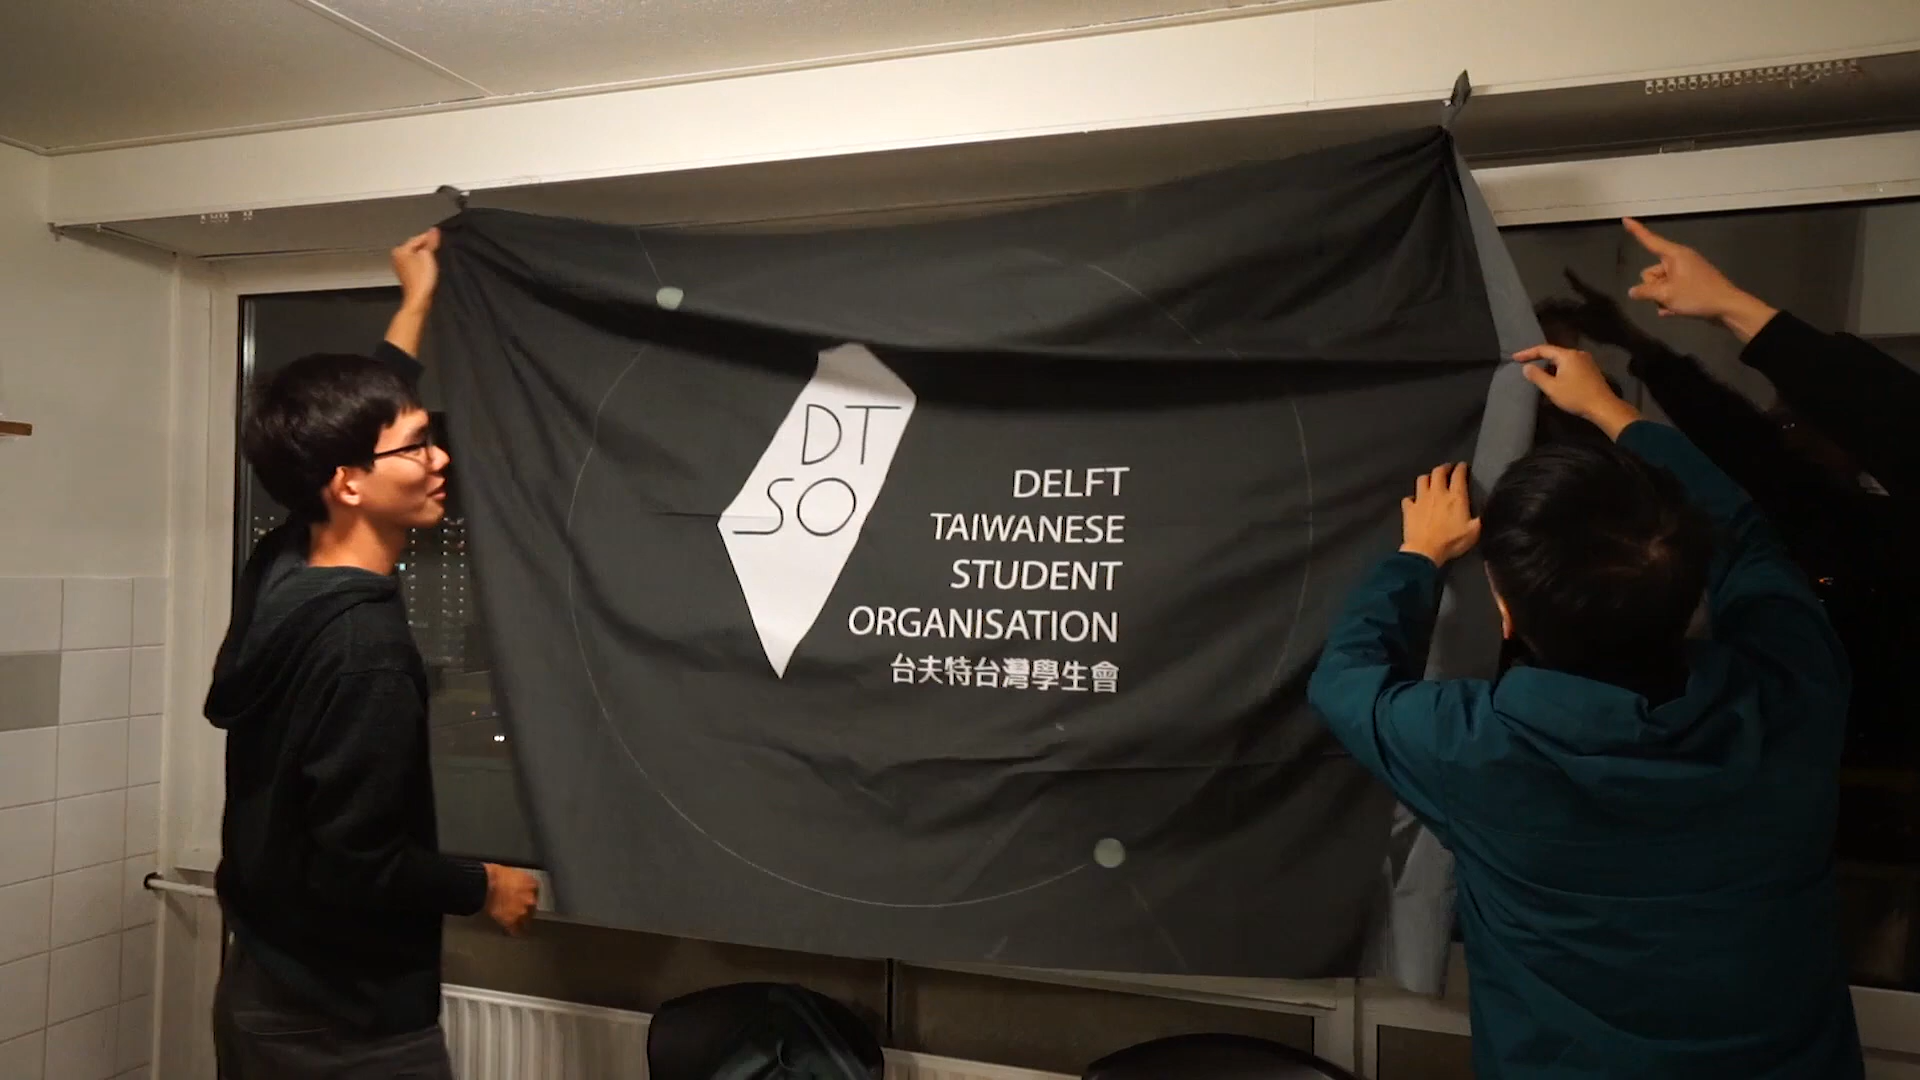 DT
SO
DELFT
TAIWANESE
STUDENT
ORGANISATION
台夫特台灣學生會